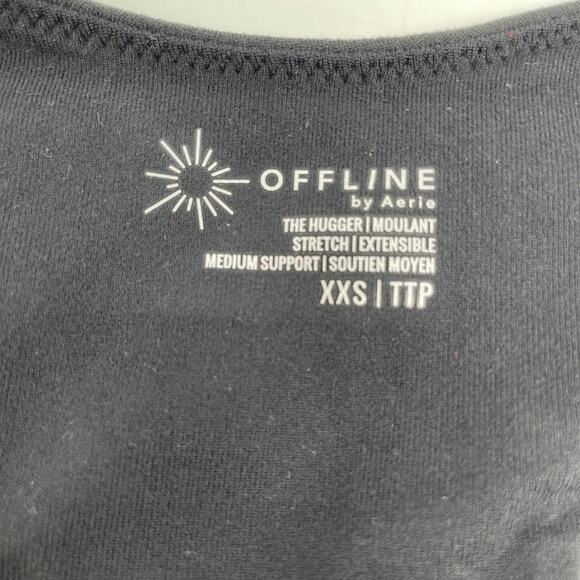 OFFLINE
by Aerie
THE HUGGER | MOULANT
STRETCH | EXTENSIBLE
MEDIUM SUPPORT | SOUTIEN MOYEN
XXS | TTP